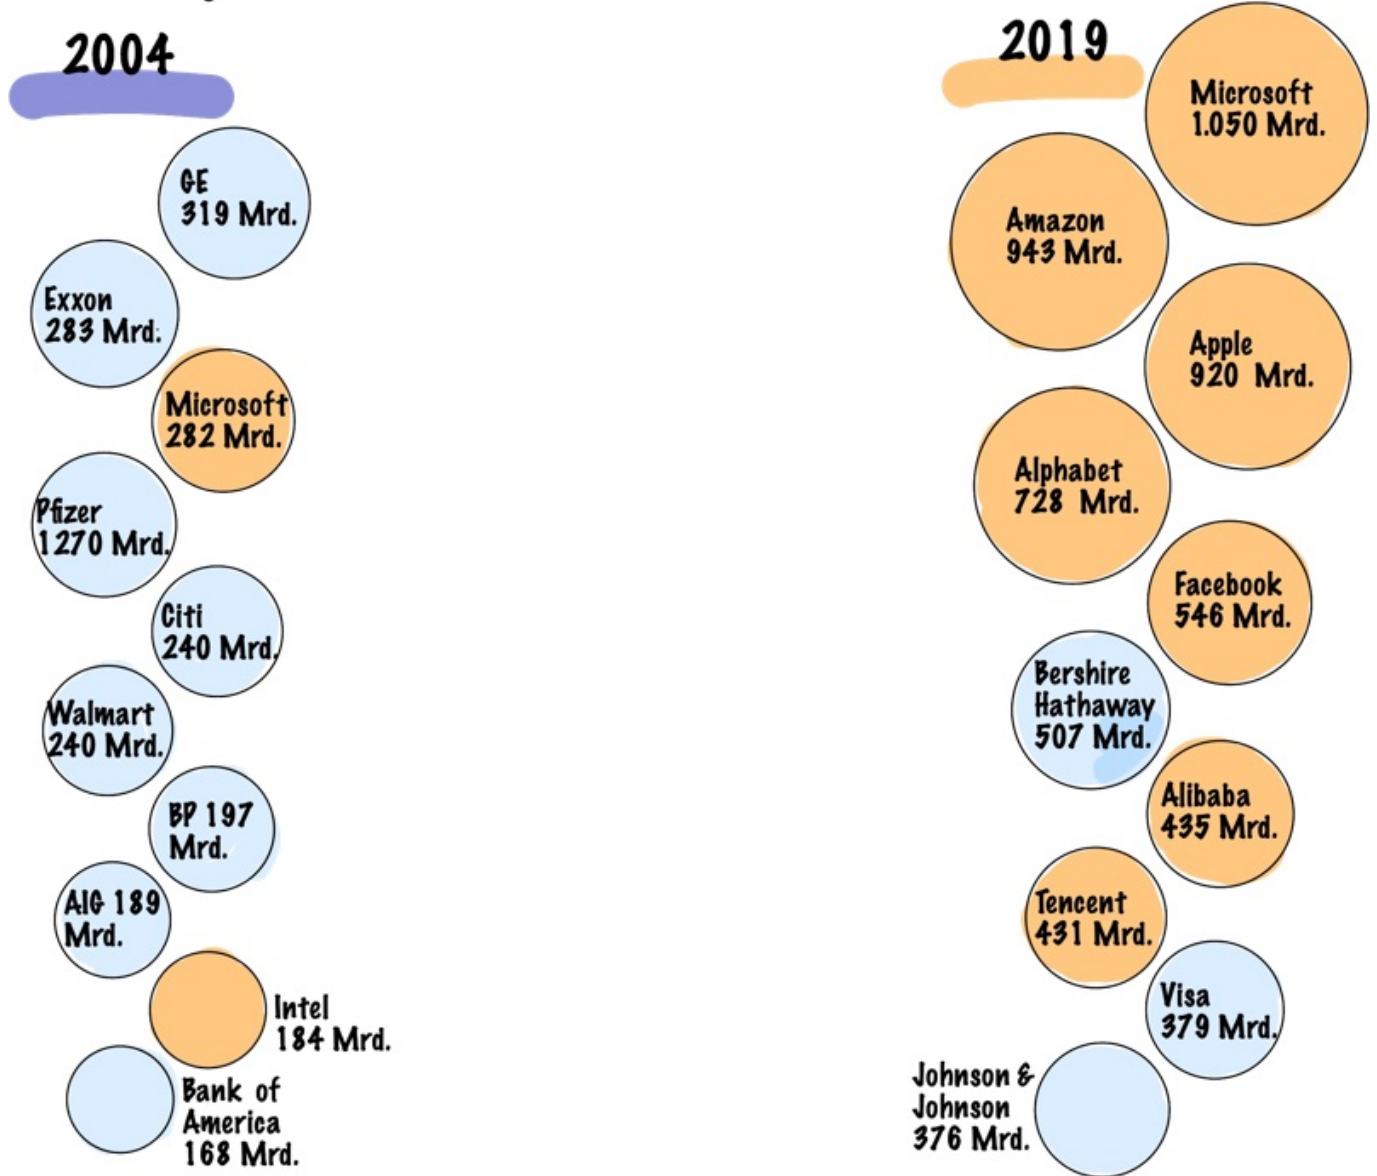 2004
GE
319 Mrd.
Exxon
283 Mrd.
Microsoft
282 Mrd.
Pfizer
1270 Mrd.
Citi
240 Mrd.
Walmart
240 Mrd.
BP 197
Mrd.
AIG 189
Mrd.
Intel
184 Mrd.
Bank of
America
168 Mrd.
2019
Microsoft
1.050 Mrd.
Amazon
943 Mrd.
Apple
920 Mrd.
Alphabet
728 Mrd.
Facebook
546 Mrd.
Bershire
Hathaway
507 Mrd.
Alibaba
435 Mrd.
Tencent
431 Mrd.
Visa
379 Mrd.
Johnson &
Johnson
376 Mrd.